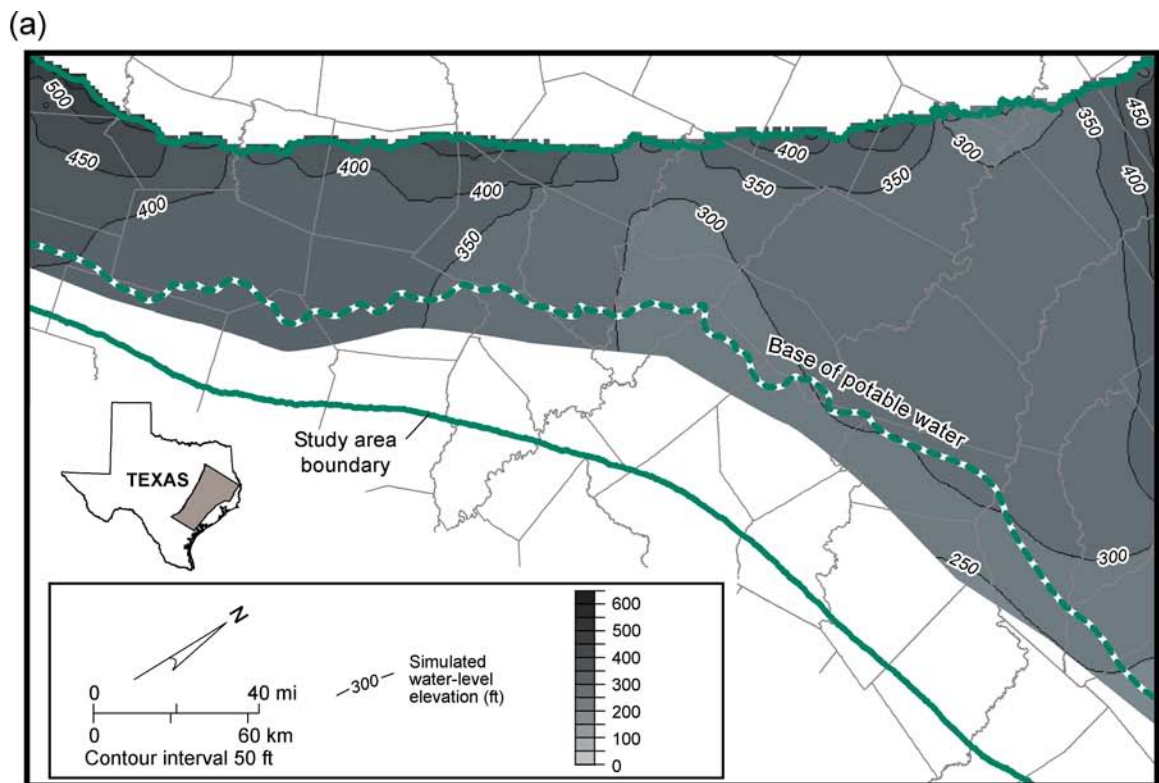 (a)
500
450
400
400
400
350
300
400
350
350
300
350
450
400
Base of potable water
300
250
Study area
boundary
TEXAS
N
0 40 mi
0 60 km
Contour interval 50 ft
300
Simulated
water-level
elevation (ft)
600
500
400
300
200
100
0